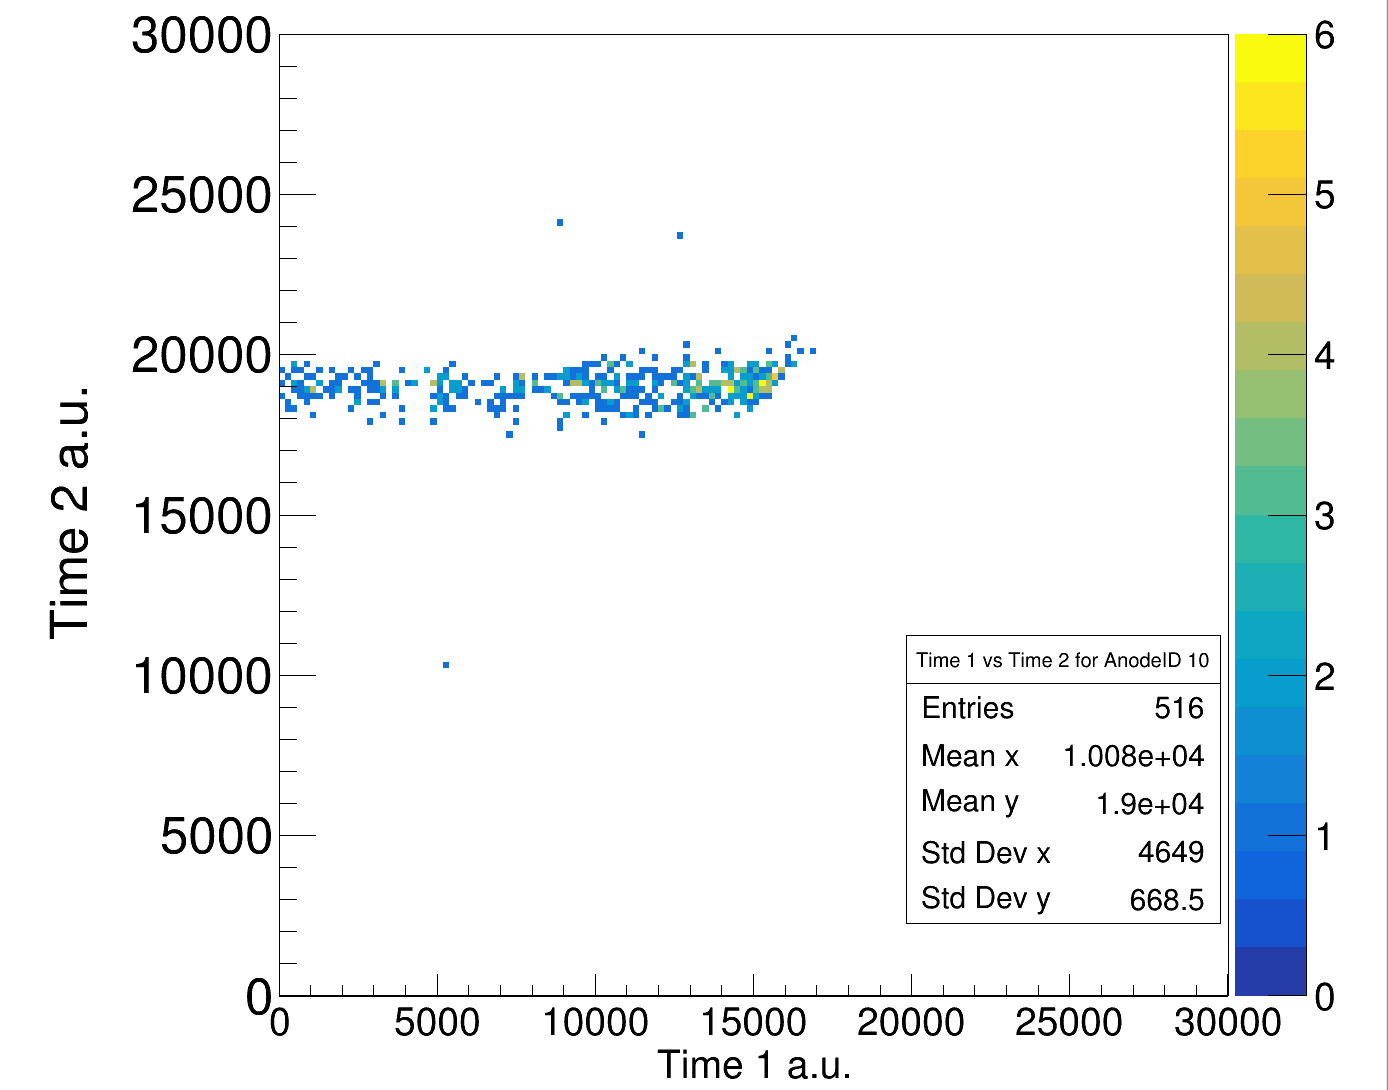 30000
25000
20000
15000
10000
5000
0
Time 2 a.u.
0 5000 10000 15000 20000 25000 30000
Time 1 a.u.
6
5
4
3
2
1
0
Time 1 vs Time 2 for AnodeID 10
Entries 516
Mean x 1.008e+04
Mean y 1.9e+04
Std Dev x 4649
Std Dev y 668.5